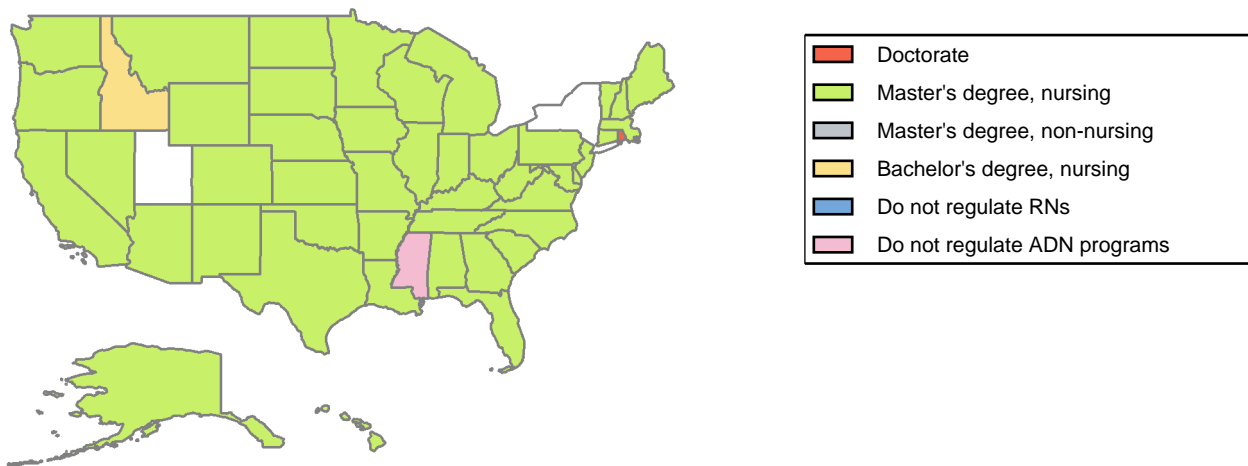 Doctorate
Master's degree, nursing
Master's degree, non-nursing
Bachelor's degree, nursing
Do not regulate RNs
Do not regulate ADN programs